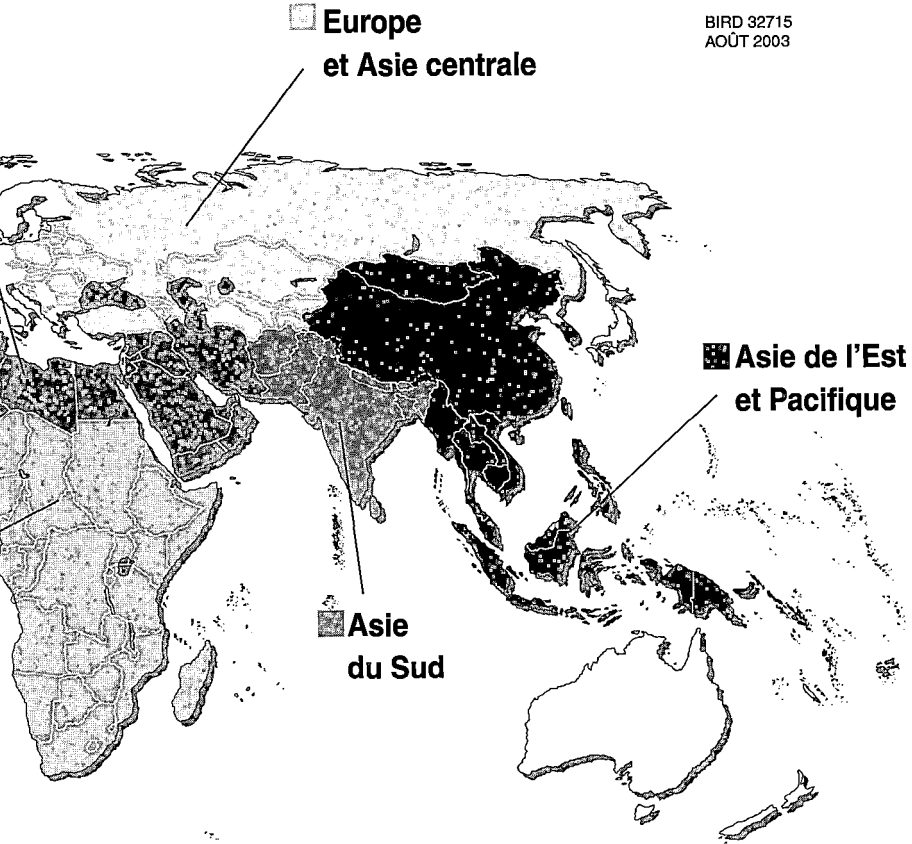 Europe
et Asie centrale
BIRD 32715
AOÛT 2003
Asie de l'Est
et Pacifique
Asie
du Sud